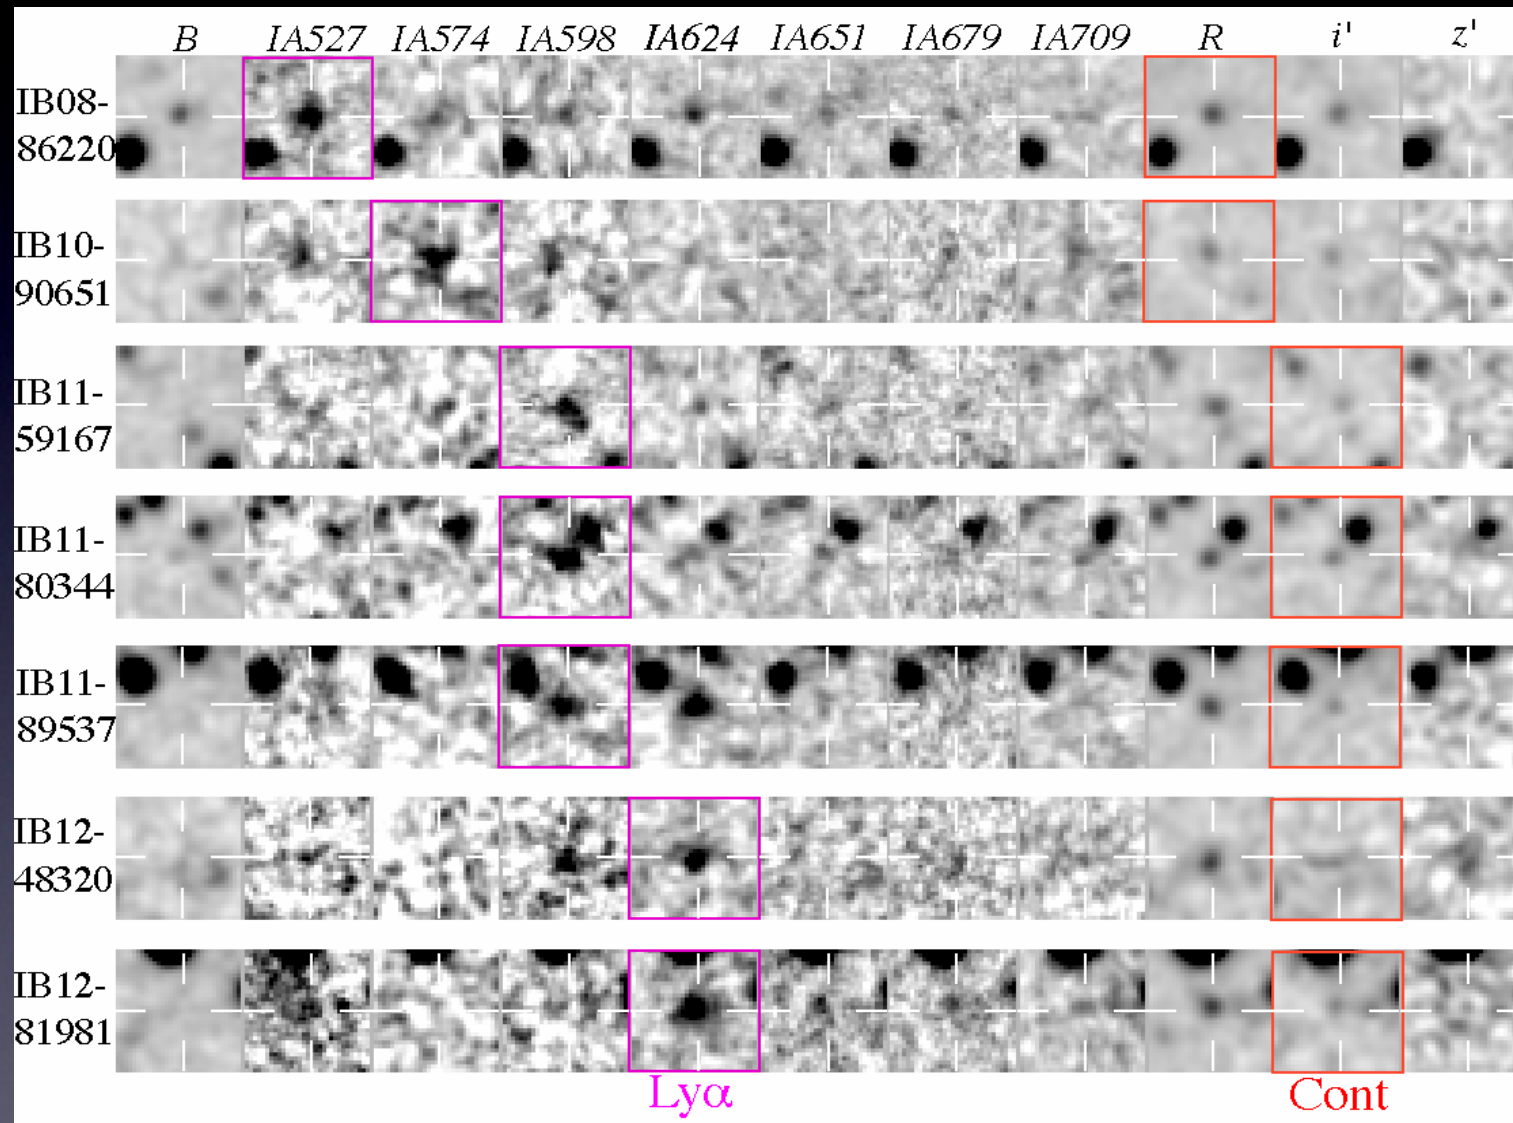 B IA527 IA574 IA598 IA624 IA651 IA679 IA709 R i' z'
IB08-
86220
IB10-
90651
IB11-
59167
IB11-
80344
IB11-
89537
IB12-
48320
IB12-
81981
Lyα Cont